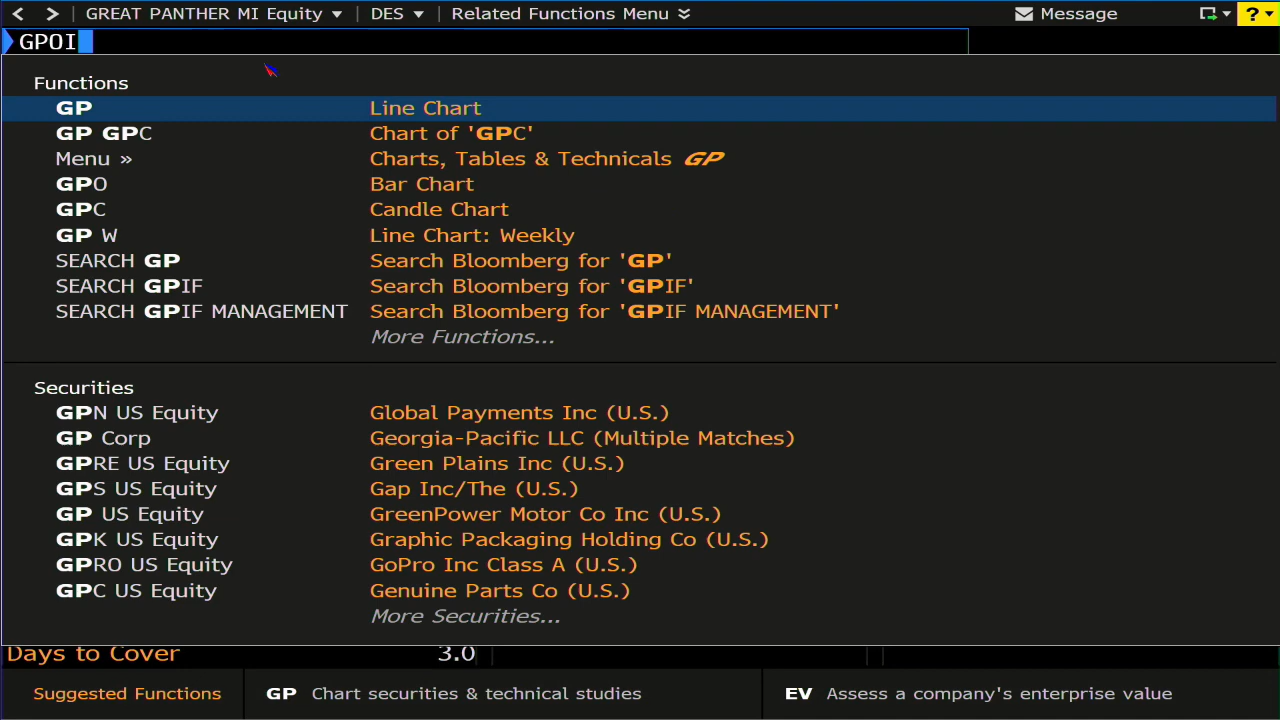 < > GREAT PANTHER MI Equity ▼ DES ▼ Related Functions Menu Message ? ▼
GPOI
Functions
GP Line Chart
GP GPC Chart of 'GPC'
Menu » Charts, Tables & Technicals GP
GPO Bar Chart
GPC Candle Chart
GP W Line Chart: Weekly
SEARCH GP Search Bloomberg for 'GP'
SEARCH GPIF Search Bloomberg for 'GPIF'
SEARCH GPIF MANAGEMENT Search Bloomberg for 'GPIF MANAGEMENT'
More Functions...
Securities
GPN US Equity Global Payments Inc (U.S.)
GP Corp Georgia-Pacific LLC (Multiple Matches)
GPRE US Equity Green Plains Inc (U.S.)
GPS US Equity Gap Inc/The (U.S.)
GP US Equity GreenPower Motor Co Inc (U.S.)
GPK US Equity Graphic Packaging Holding Co (U.S.)
GPRO US Equity GoPro Inc Class A (U.S.)
GPC US Equity Genuine Parts Co (U.S.)
More Securities...
Days to Cover 3.0
Suggested Functions GP Chart securities & technical studies EV Assess a company's enterprise value